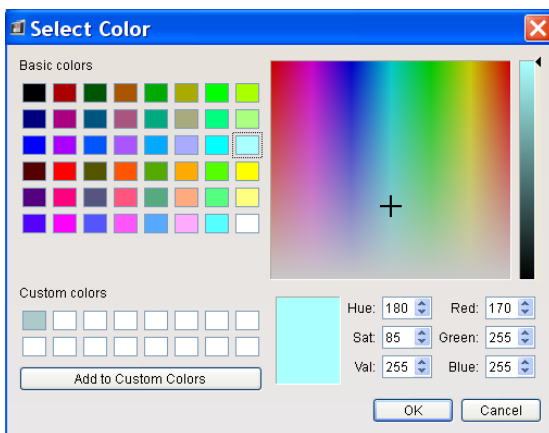 Select Color
Basic colors
Custom colors
Add to Custom Colors
Hue: 180 Red: 170
Sat: 85 Green: 255
Val: 255 Blue: 255
OK Cancel